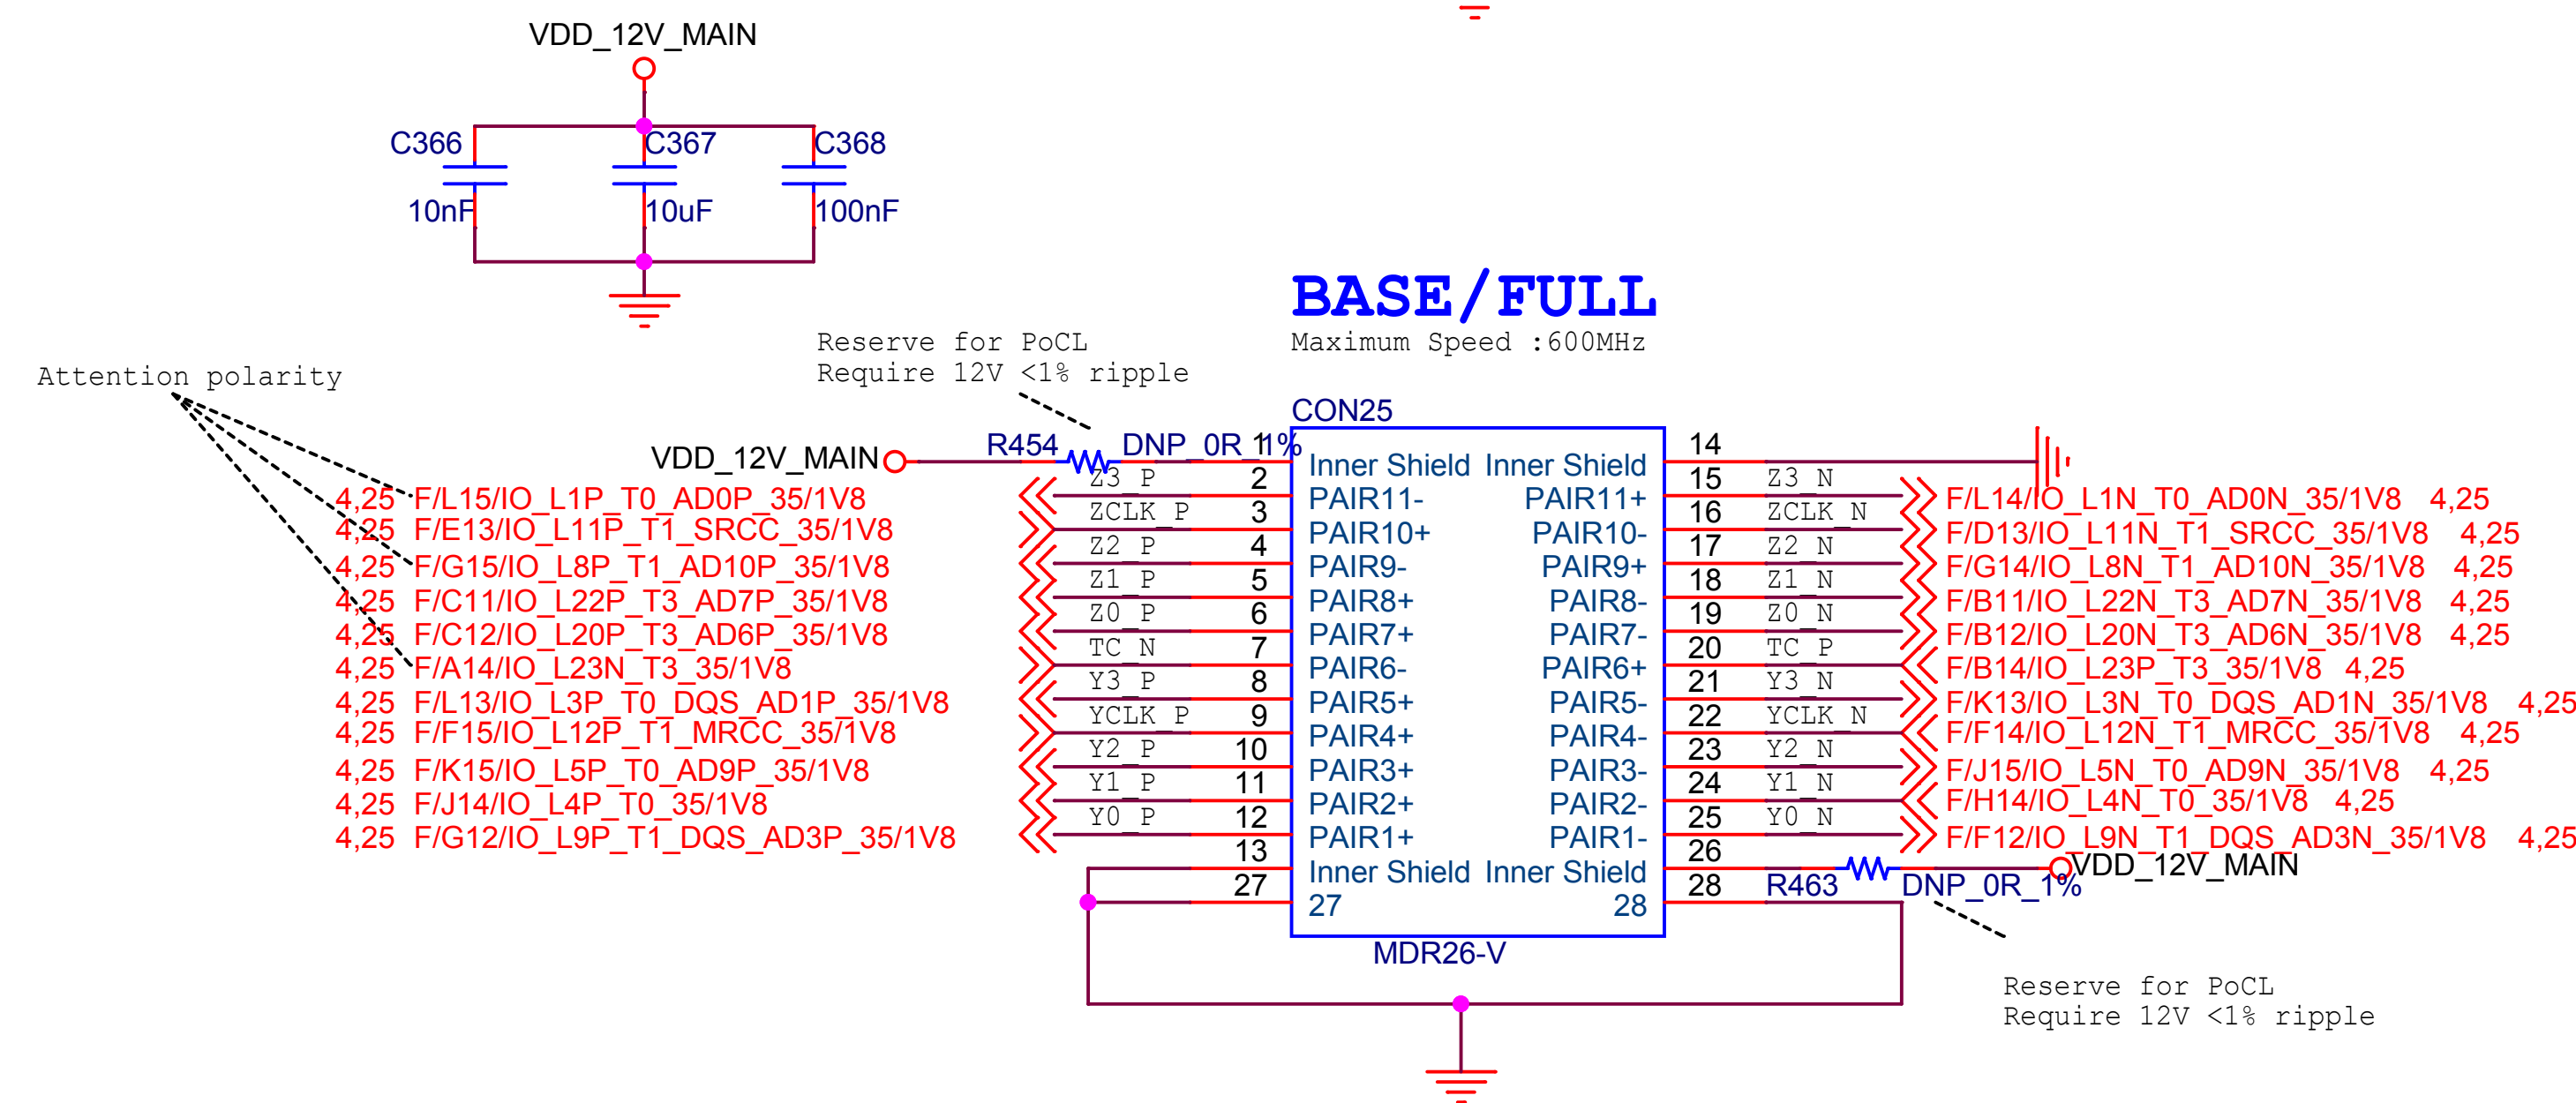 VDD_12V_MAIN
C366 C367 C368
10nF 10uF 100nF
BASE/FULL
Maximum Speed :600MHz
Reserve for PoCL
Require 12V <1% ripple
Attention polarity
CON25
VDD_12V_MAIN R454 DNP_0R_1% 1 Inner Shield Inner Shield 14
4,25 F/L15/IO_L1P_T0_AD0P_35/1V8 Z3_P 2 PAIR11- PAIR11+ 15 Z3_N F/L14/IO_L1N_T0_AD0N_35/1V8 4,25
4,25 F/E13/IO_L11P_T1_SRCC_35/1V8 ZCLK_P 3 PAIR10+ PAIR10- 16 ZCLK_N F/D13/IO_L11N_T1_SRCC_35/1V8 4,25
4,25 F/G15/IO_L8P_T1_AD10P_35/1V8 Z2_P 4 PAIR9- PAIR9+ 17 Z2_N F/G14/IO_L8N_T1_AD10N_35/1V8 4,25
4,25 F/C11/IO_L22P_T3_AD7P_35/1V8 Z1_P 5 PAIR8+ PAIR8- 18 Z1_N F/B11/IO_L22N_T3_AD7N_35/1V8 4,25
4,25 F/C12/IO_L20P_T3_AD6P_35/1V8 Z0_P 6 PAIR7+ PAIR7- 19 Z0_N F/B12/IO_L20N_T3_AD6N_35/1V8 4,25
4,25 F/A14/IO_L23N_T3_35/1V8 TC_N 7 PAIR6- PAIR6+ 20 TC_P F/B14/IO_L23P_T3_35/1V8 4,25
4,25 F/L13/IO_L3P_T0_DQS_AD1P_35/1V8 Y3_P 8 PAIR5+ PAIR5- 21 Y3_N F/K13/IO_L3N_T0_DQS_AD1N_35/1V8 4,25
4,25 F/F15/IO_L12P_T1_MRCC_35/1V8 YCLK_P 9 PAIR4+ PAIR4- 22 YCLK_N F/F14/IO_L12N_T1_MRCC_35/1V8 4,25
4,25 F/K15/IO_L5P_T0_AD9P_35/1V8 Y2_P 10 PAIR3+ PAIR3- 23 Y2_N F/J15/IO_L5N_T0_AD9N_35/1V8 4,25
4,25 F/J14/IO_L4P_T0_35/1V8 Y1_P 11 PAIR2+ PAIR2- 24 Y1_N F/H14/IO_L4N_T0_35/1V8 4,25
4,25 F/G12/IO_L9P_T1_DQS_AD3P_35/1V8 Y0_P 12 PAIR1+ PAIR1- 25 Y0_N F/F12/IO_L9N_T1_DQS_AD3N_35/1V8 4,25
13 Inner Shield Inner Shield 26 R463 DNP_0R_1% VDD_12V_MAIN
27 27 28 28
MDR26-V
Reserve for PoCL
Require 12V <1% ripple